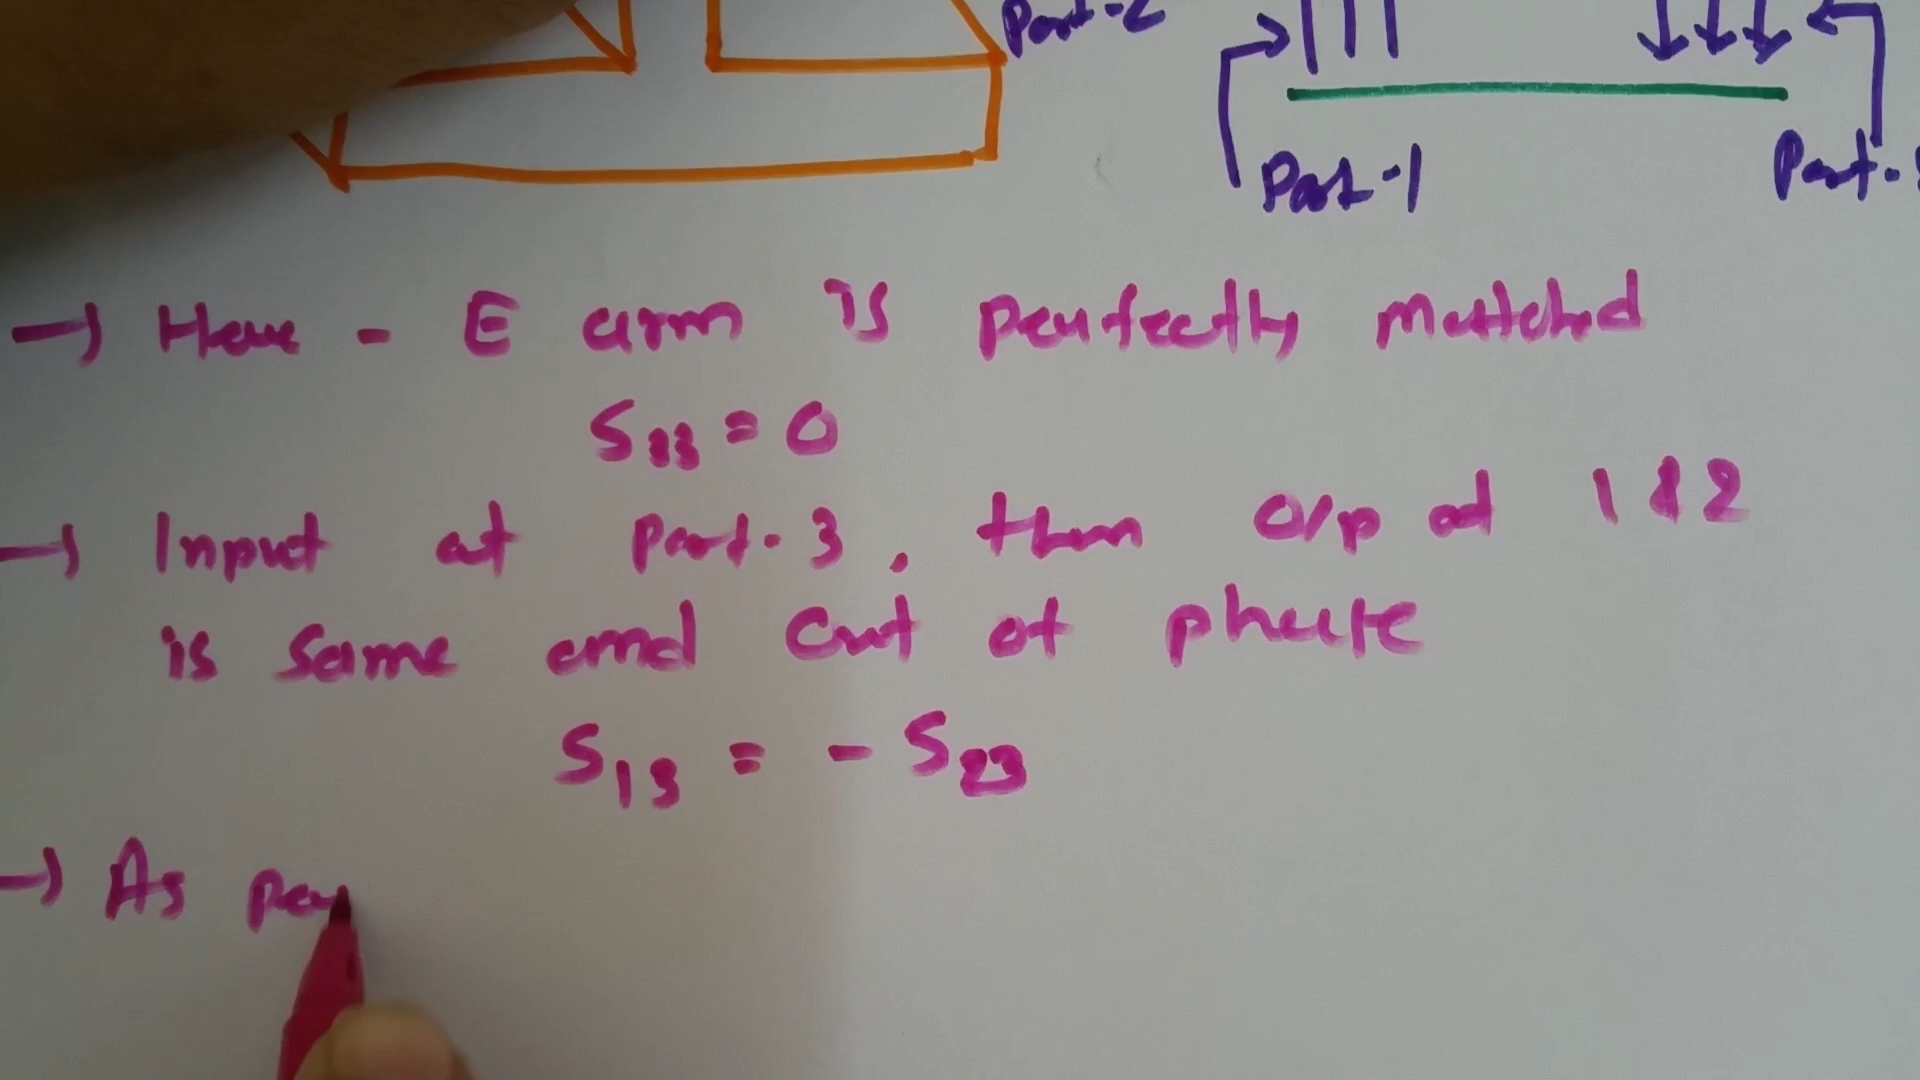 Port-2
Port-1
Port-
→ Here - E arm is perfectly matched
S33 = 0
→ Input at port-3, then O/p at 1 & 2
is same and out of phase
S13 = - S23
→ As per